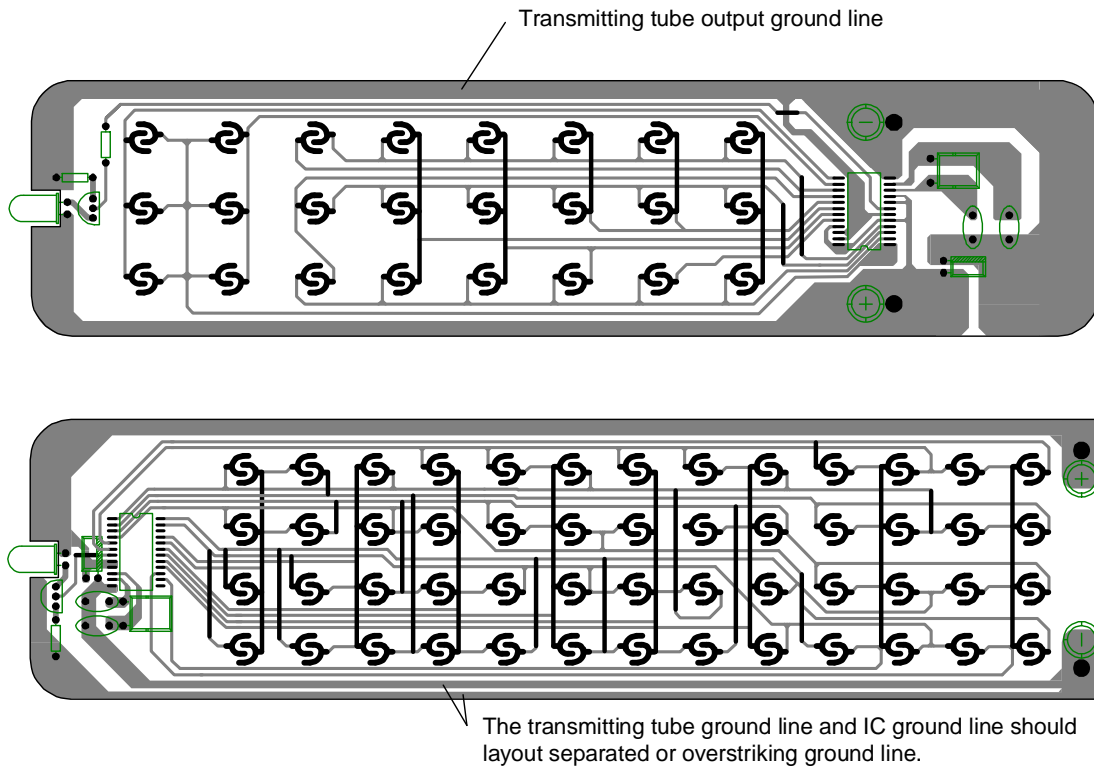 Transmitting tube output ground line
The transmitting tube ground line and IC ground line should
layout separated or overstriking ground line.